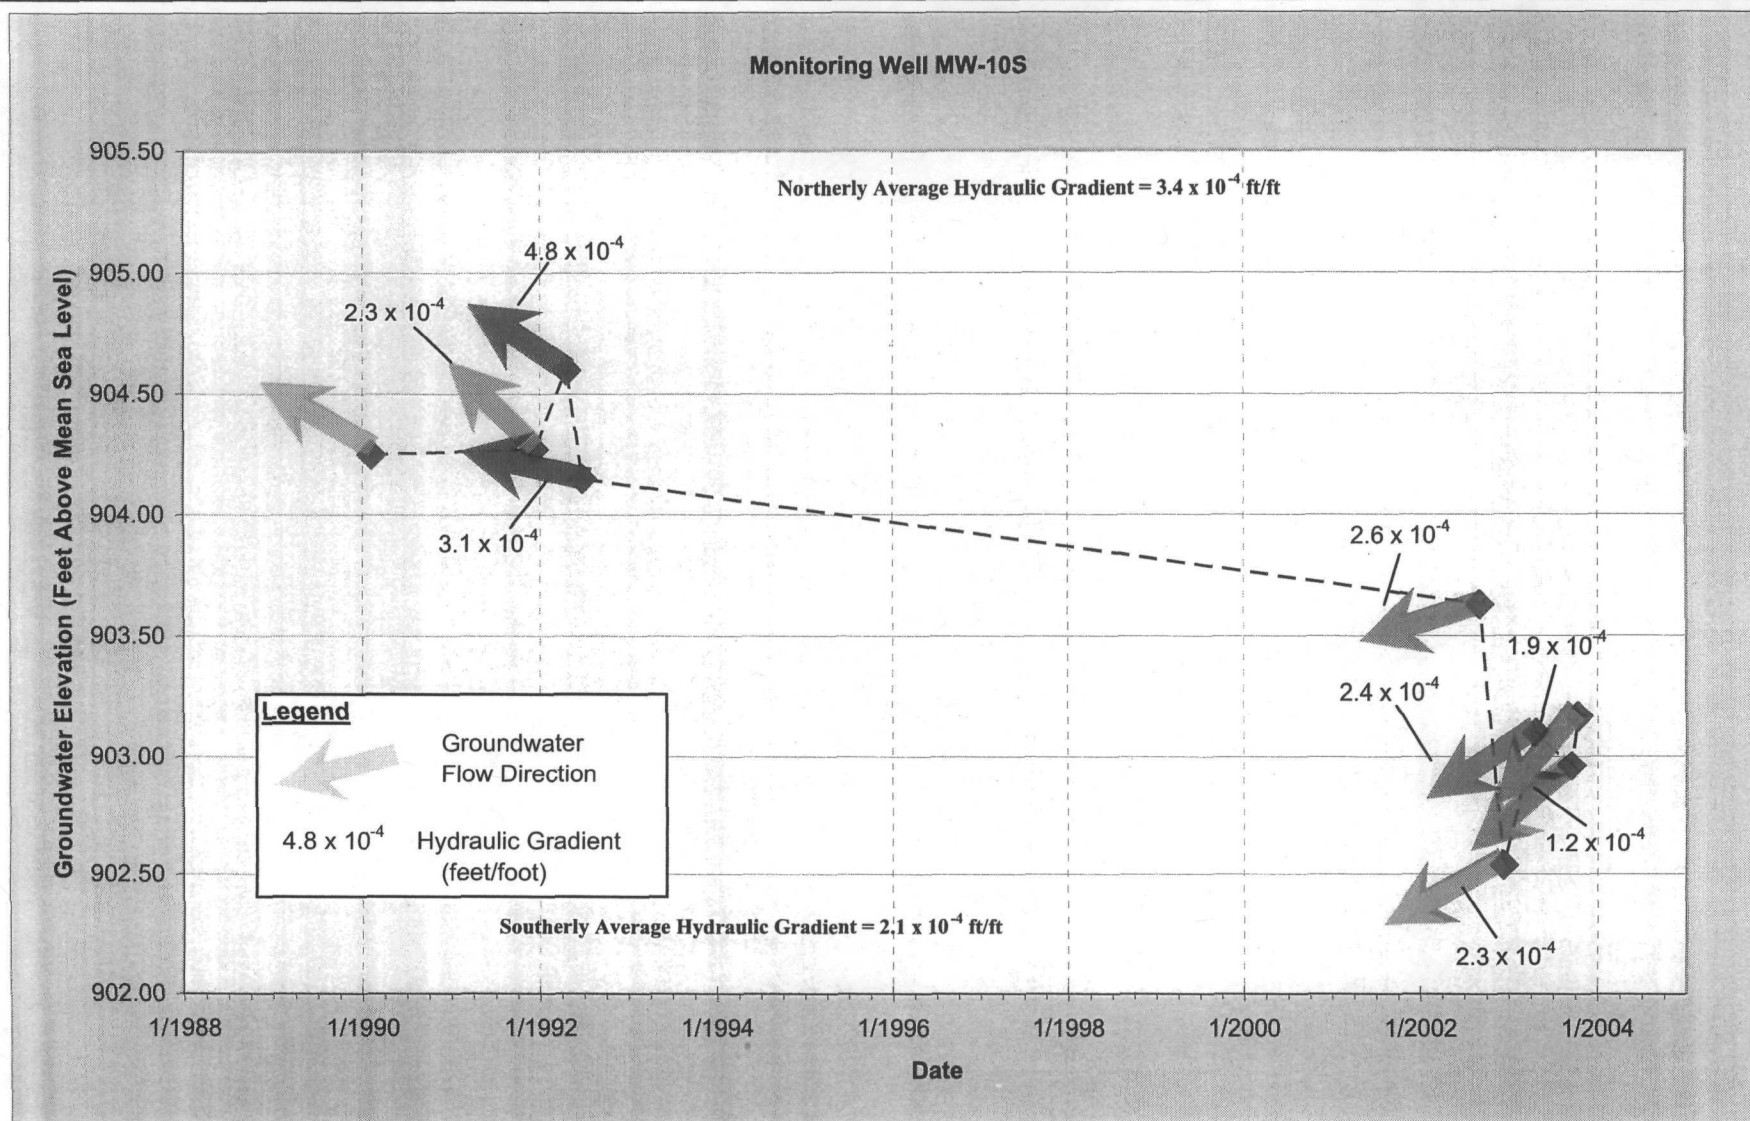 Monitoring Well MW-10S
Northerly Average Hydraulic Gradient = 3.4 x 10⁻⁴ ft/ft
905.50
905.00
904.50
904.00
903.50
903.00
902.50
902.00
Groundwater Elevation (Feet Above Mean Sea Level)
4.8 x 10⁻⁴
2.3 x 10⁻⁴
3.1 x 10⁻⁴
2.6 x 10⁻⁴
1.9 x 10⁻⁴
2.4 x 10⁻⁴
1.2 x 10⁻⁴
2.3 x 10⁻⁴
Legend
Groundwater
Flow Direction
4.8 x 10⁻⁴ Hydraulic Gradient
(feet/foot)
Southerly Average Hydraulic Gradient = 2.1 x 10⁻⁴ ft/ft
1/1988 1/1990 1/1992 1/1994 1/1996 1/1998 1/2000 1/2002 1/2004
Date